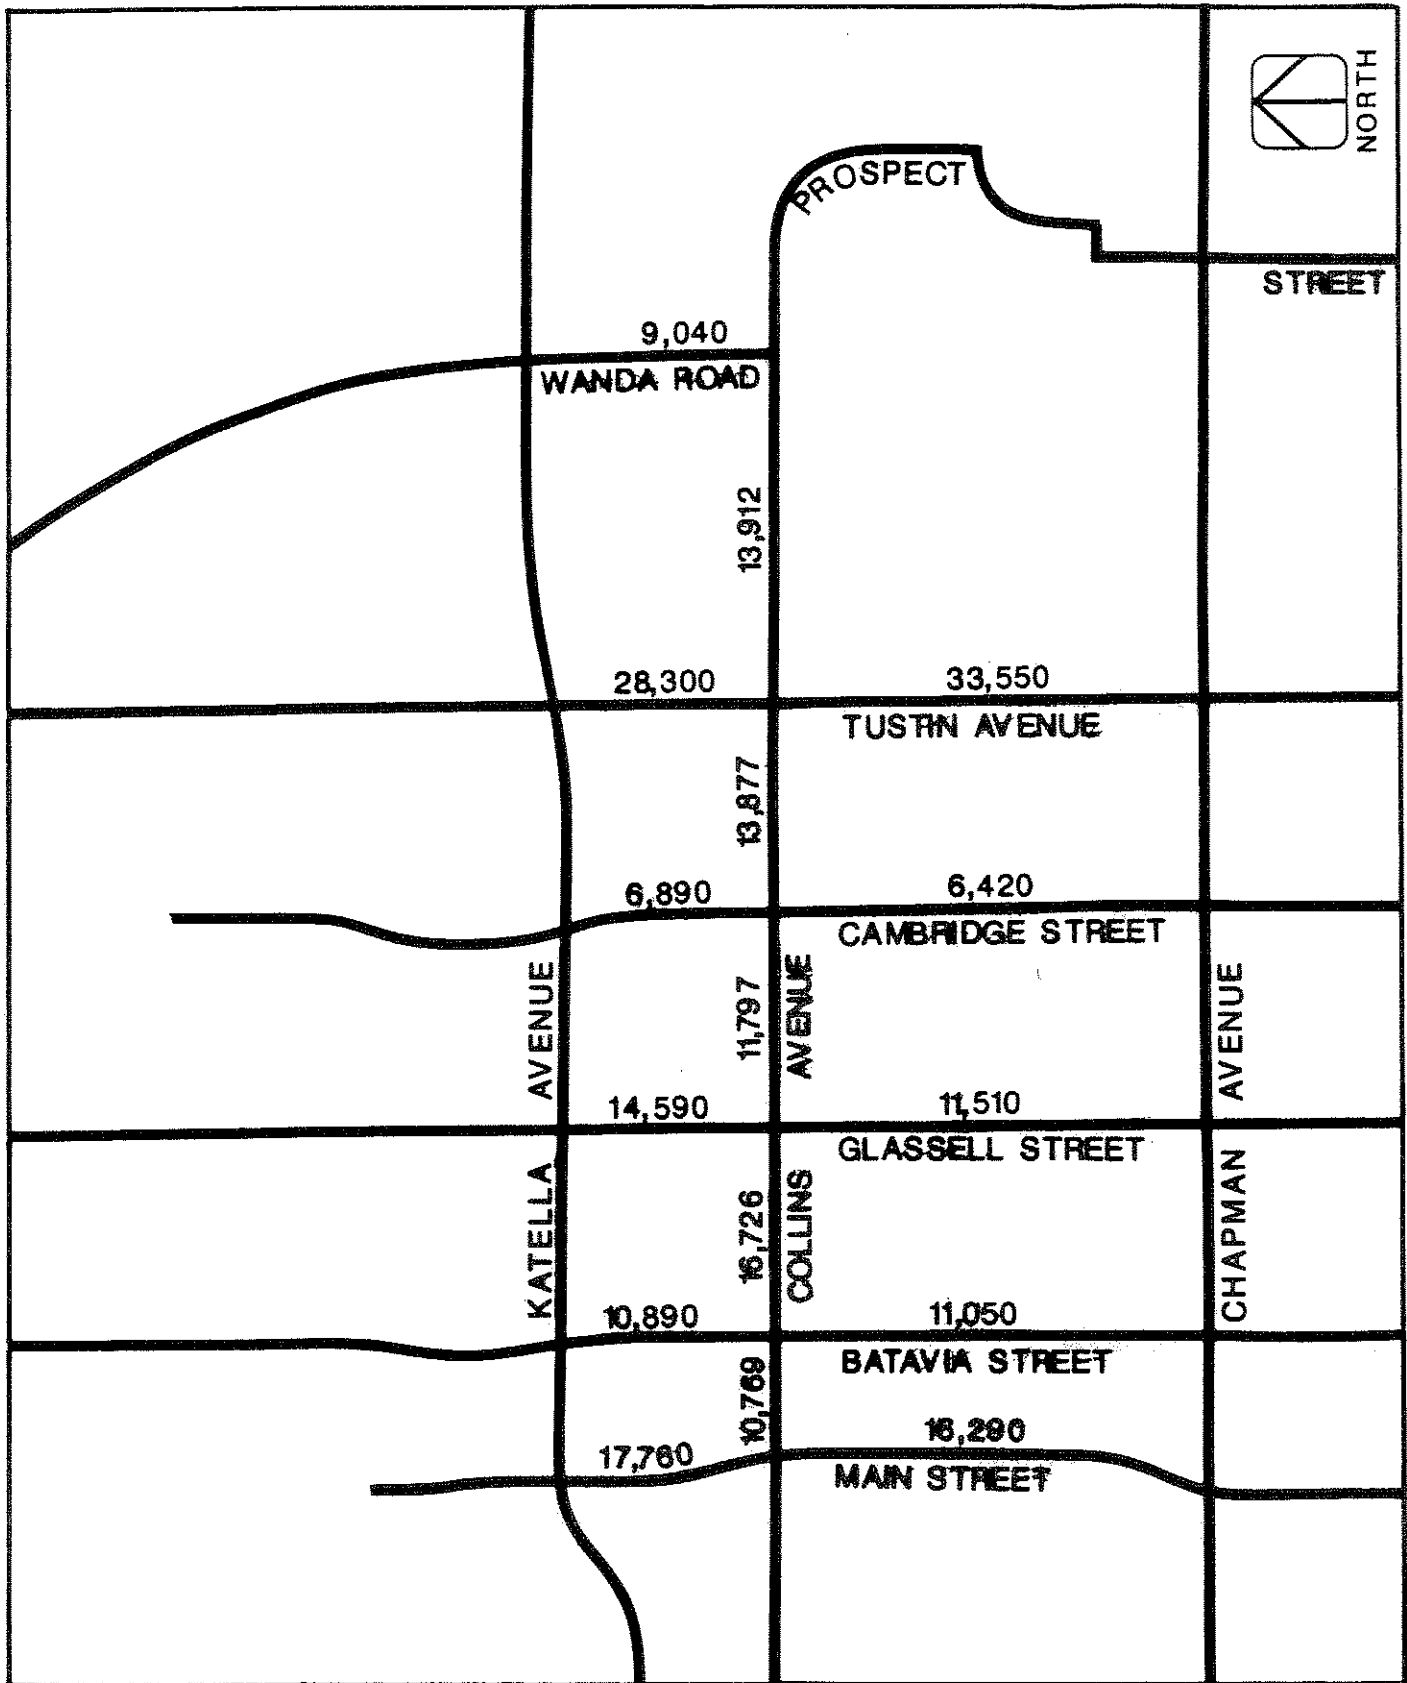 NORTH
PROSPECT
STREET
9,040
WANDA ROAD
13,912
28,300
33,550
TUSTIN AVENUE
13,877
6,890
6,420
CAMBRIDGE STREET
KATELLA AVENUE
11,797
COLLINS AVENUE
CHAPMAN AVENUE
14,590
11,510
GLASSELL STREET
16,726
10,890
11,050
BATAVIA STREET
10,769
17,760
16,290
MAIN STREET